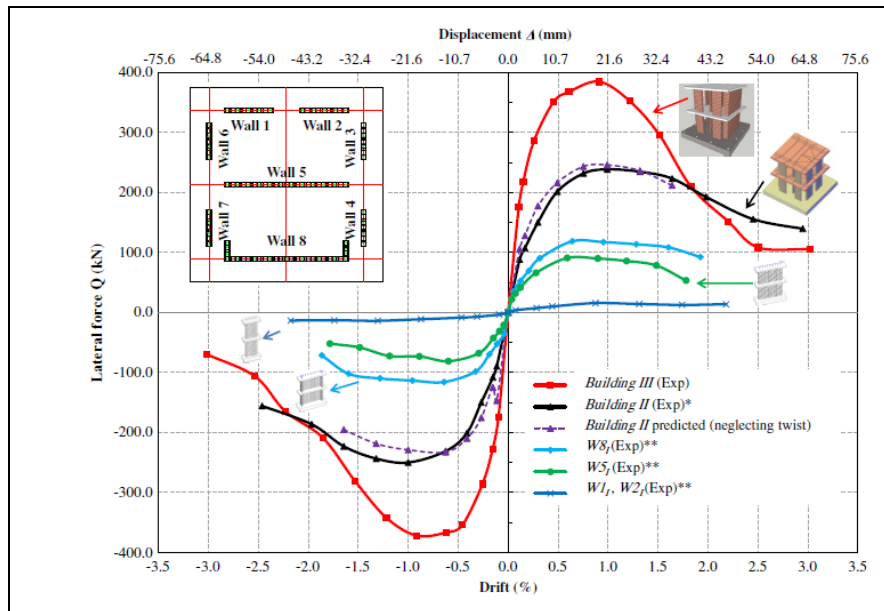 Displacement Δ (mm)
-75.6 -64.8 -54.0 -43.2 -32.4 -21.6 -10.7 0.0 10.7 21.6 32.4 43.2 54.0 64.8 75.6
400.0
300.0
200.0
100.0
0.0
-100.0
-200.0
-300.0
-400.0
Lateral force Q (kN)
Wall 1 Wall 2
Wall 6
Wall 3
Wall 5
Wall 7
Wall 4
Wall 8
Building III (Exp)
Building II (Exp)*
Building II predicted (neglecting twist)
W8I(Exp)**
W5I(Exp)**
W1I, W2I(Exp)**
-3.5 -3.0 -2.5 -2.0 -1.5 -1.0 -0.5 0.0 0.5 1.0 1.5 2.0 2.5 3.0 3.5
Drift (%)